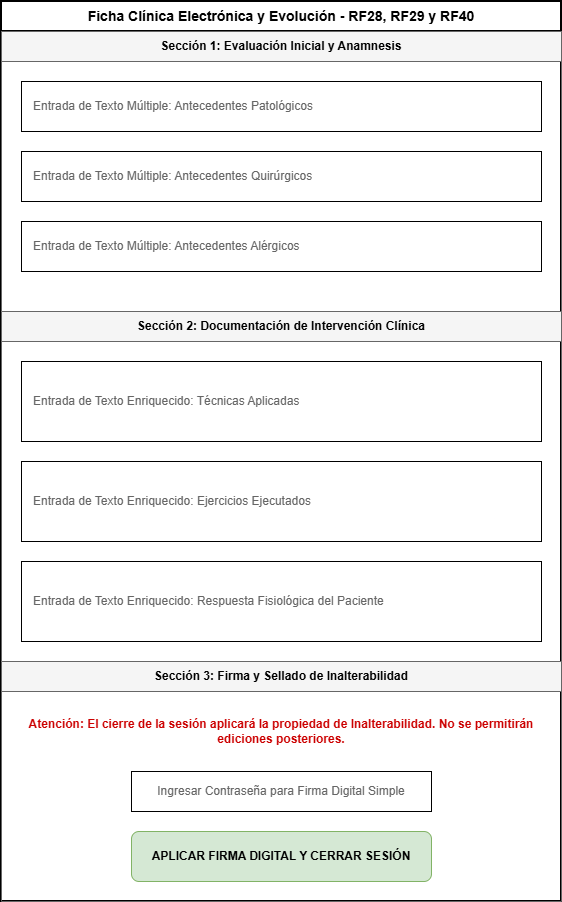 Ficha Clínica Electrónica y Evolución - RF28, RF29 y RF40
Sección 1: Evaluación Inicial y Anamnesis
Entrada de Texto Múltiple: Antecedentes Patológicos
Entrada de Texto Múltiple: Antecedentes Quirúrgicos
Entrada de Texto Múltiple: Antecedentes Alérgicos
Sección 2: Documentación de Intervención Clínica
Entrada de Texto Enriquecido: Técnicas Aplicadas
Entrada de Texto Enriquecido: Ejercicios Ejecutados
Entrada de Texto Enriquecido: Respuesta Fisiológica del Paciente
Sección 3: Firma y Sellado de Inalterabilidad
Atención: El cierre de la sesión aplicará la propiedad de Inalterabilidad. No se permitirán
ediciones posteriores.
Ingresar Contraseña para Firma Digital Simple
APLICAR FIRMA DIGITAL Y CERRAR SESIÓN